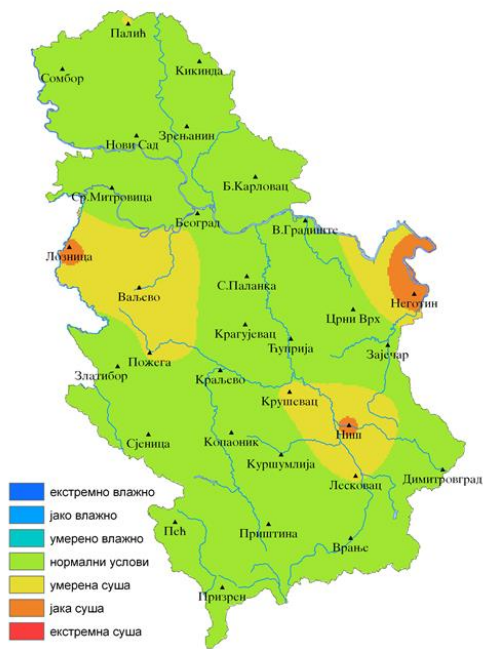 Палић
Сомбор
Кикинда
Нови Сад
Зрењанин
Б.Карловац
Ср.Митровица
Београд
В.Градиште
Лозница
Ваљево
С.Паланка
Неготин
Црни Врх
Крагујевац
Ћуприја
Зајечар
Пожега
Златибор
Краљево
Крушевац
Ниш
Сјеница
Копаоник
Куршумлија
Димитровград
Лесковац
Пећ
Приштина
Врање
Призрен
екстремно влажно
јако влажно
умерено влажно
нормални услови
умерена суша
јака суша
екстремна суша